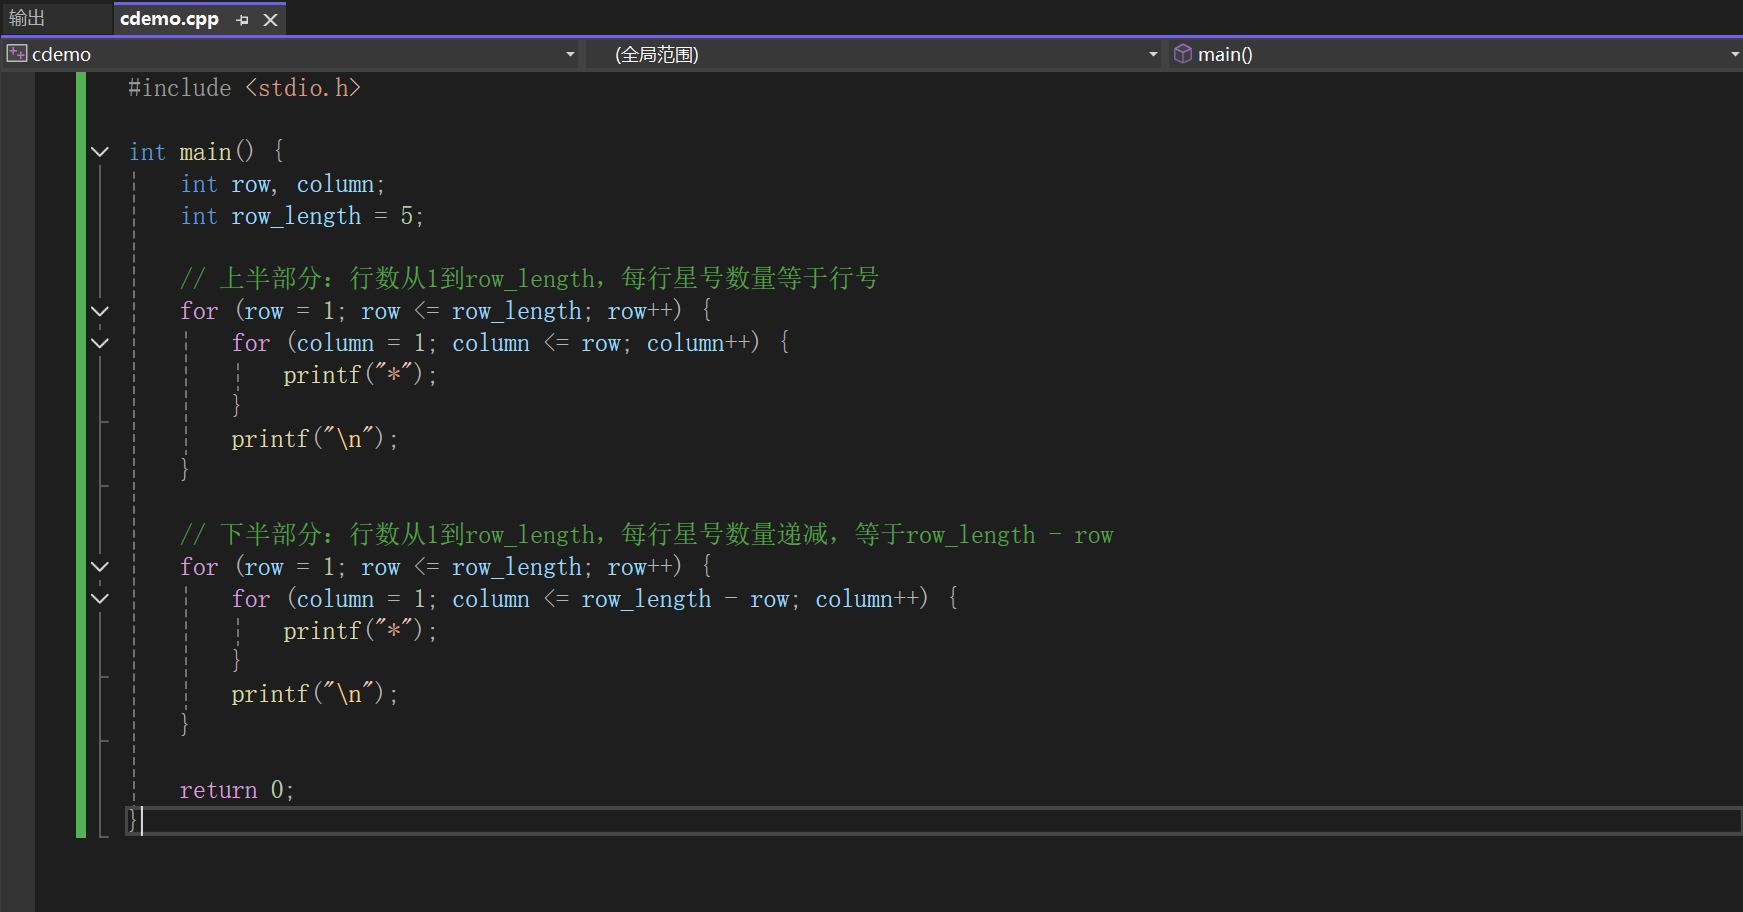 输出 cdemo.cpp
cdemo (全局范围) main()
#include <stdio.h>

int main() {
    int row, column;
    int row_length = 5;

    // 上半部分：行数从1到row_length，每行星号数量等于行号
    for (row = 1; row <= row_length; row++) {
        for (column = 1; column <= row; column++) {
            printf("*");
        }
        printf("\n");
    }

    // 下半部分：行数从1到row_length，每行星号数量递减，等于row_length - row
    for (row = 1; row <= row_length; row++) {
        for (column = 1; column <= row_length - row; column++) {
            printf("*");
        }
        printf("\n");
    }

    return 0;
}